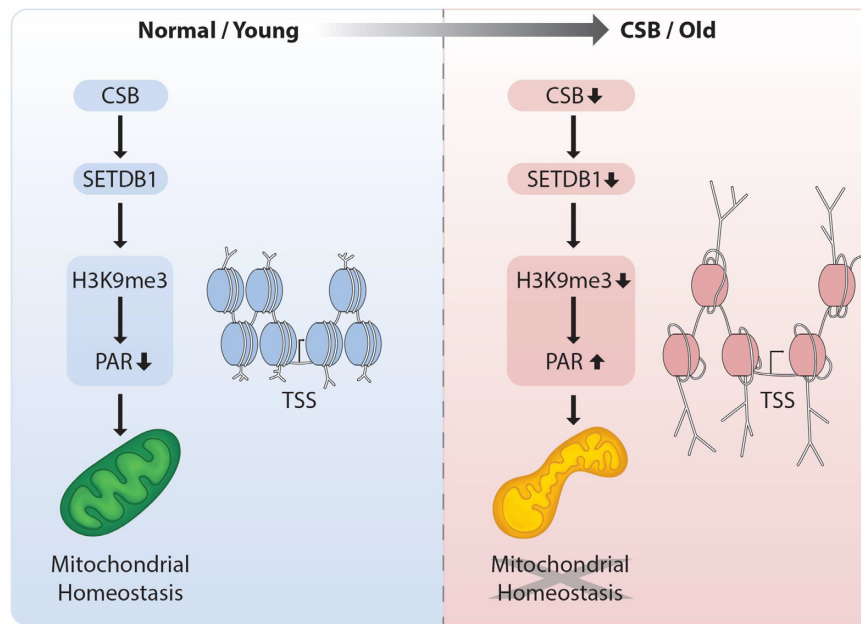 Normal / Young
CSB / Old
CSB
SETDB1
H3K9me3
PAR
TSS
Mitochondrial
Homeostasis
CSB
SETDB1
H3K9me3
PAR
TSS
Mitochondrial
Homeostasis